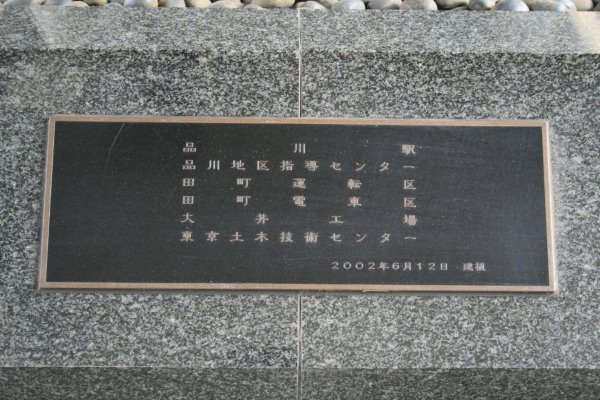 品川駅
品川地区指導センター
田町運転区
田町電車区
大井工場
東京土木技術センター
2002年6月12日 建植